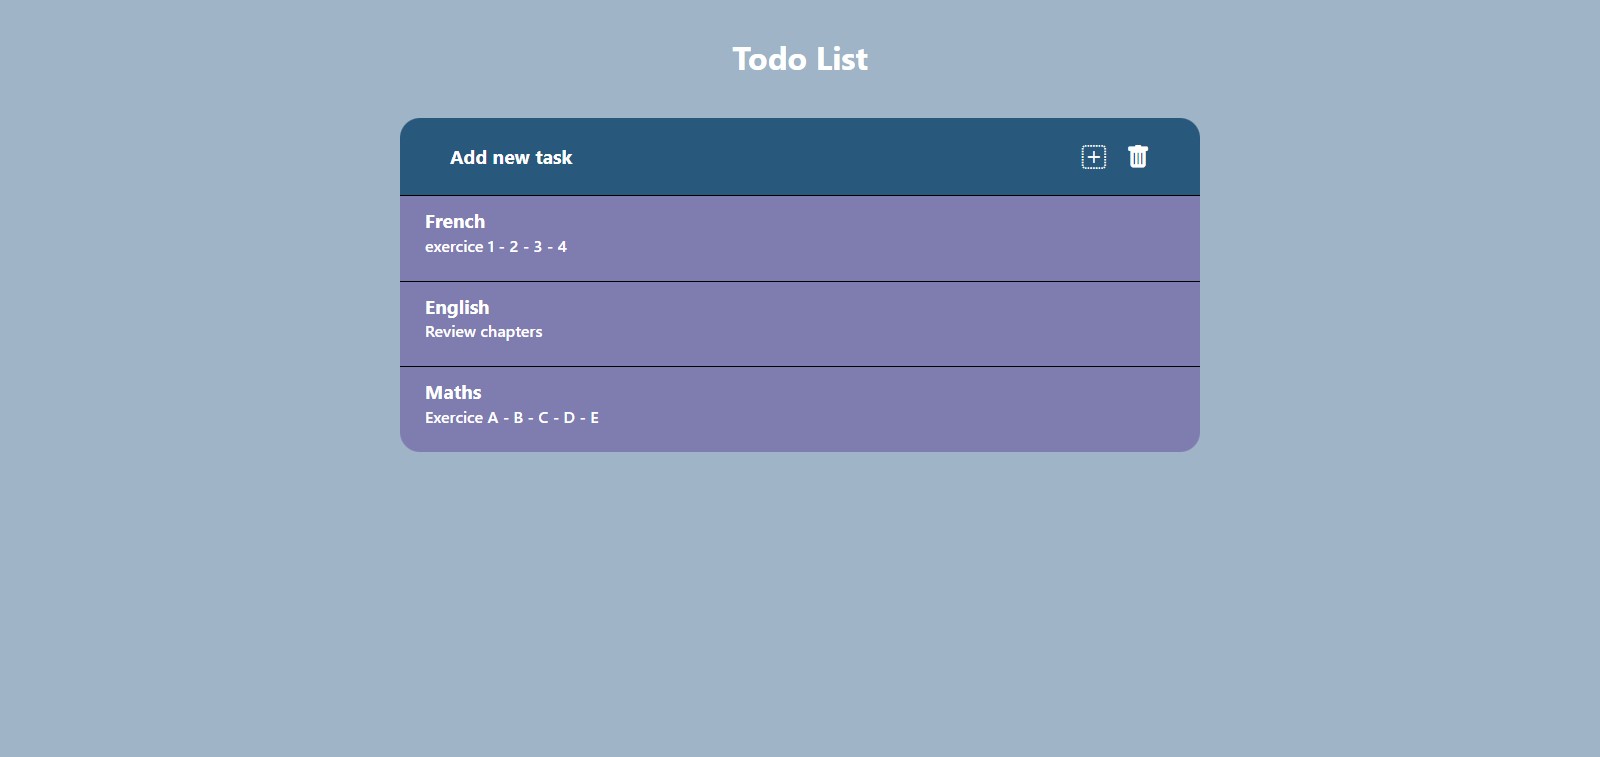 Todo List
Add new task
French
exercice 1 - 2 - 3 - 4
English
Review chapters
Maths
Exercice A - B - C - D - E